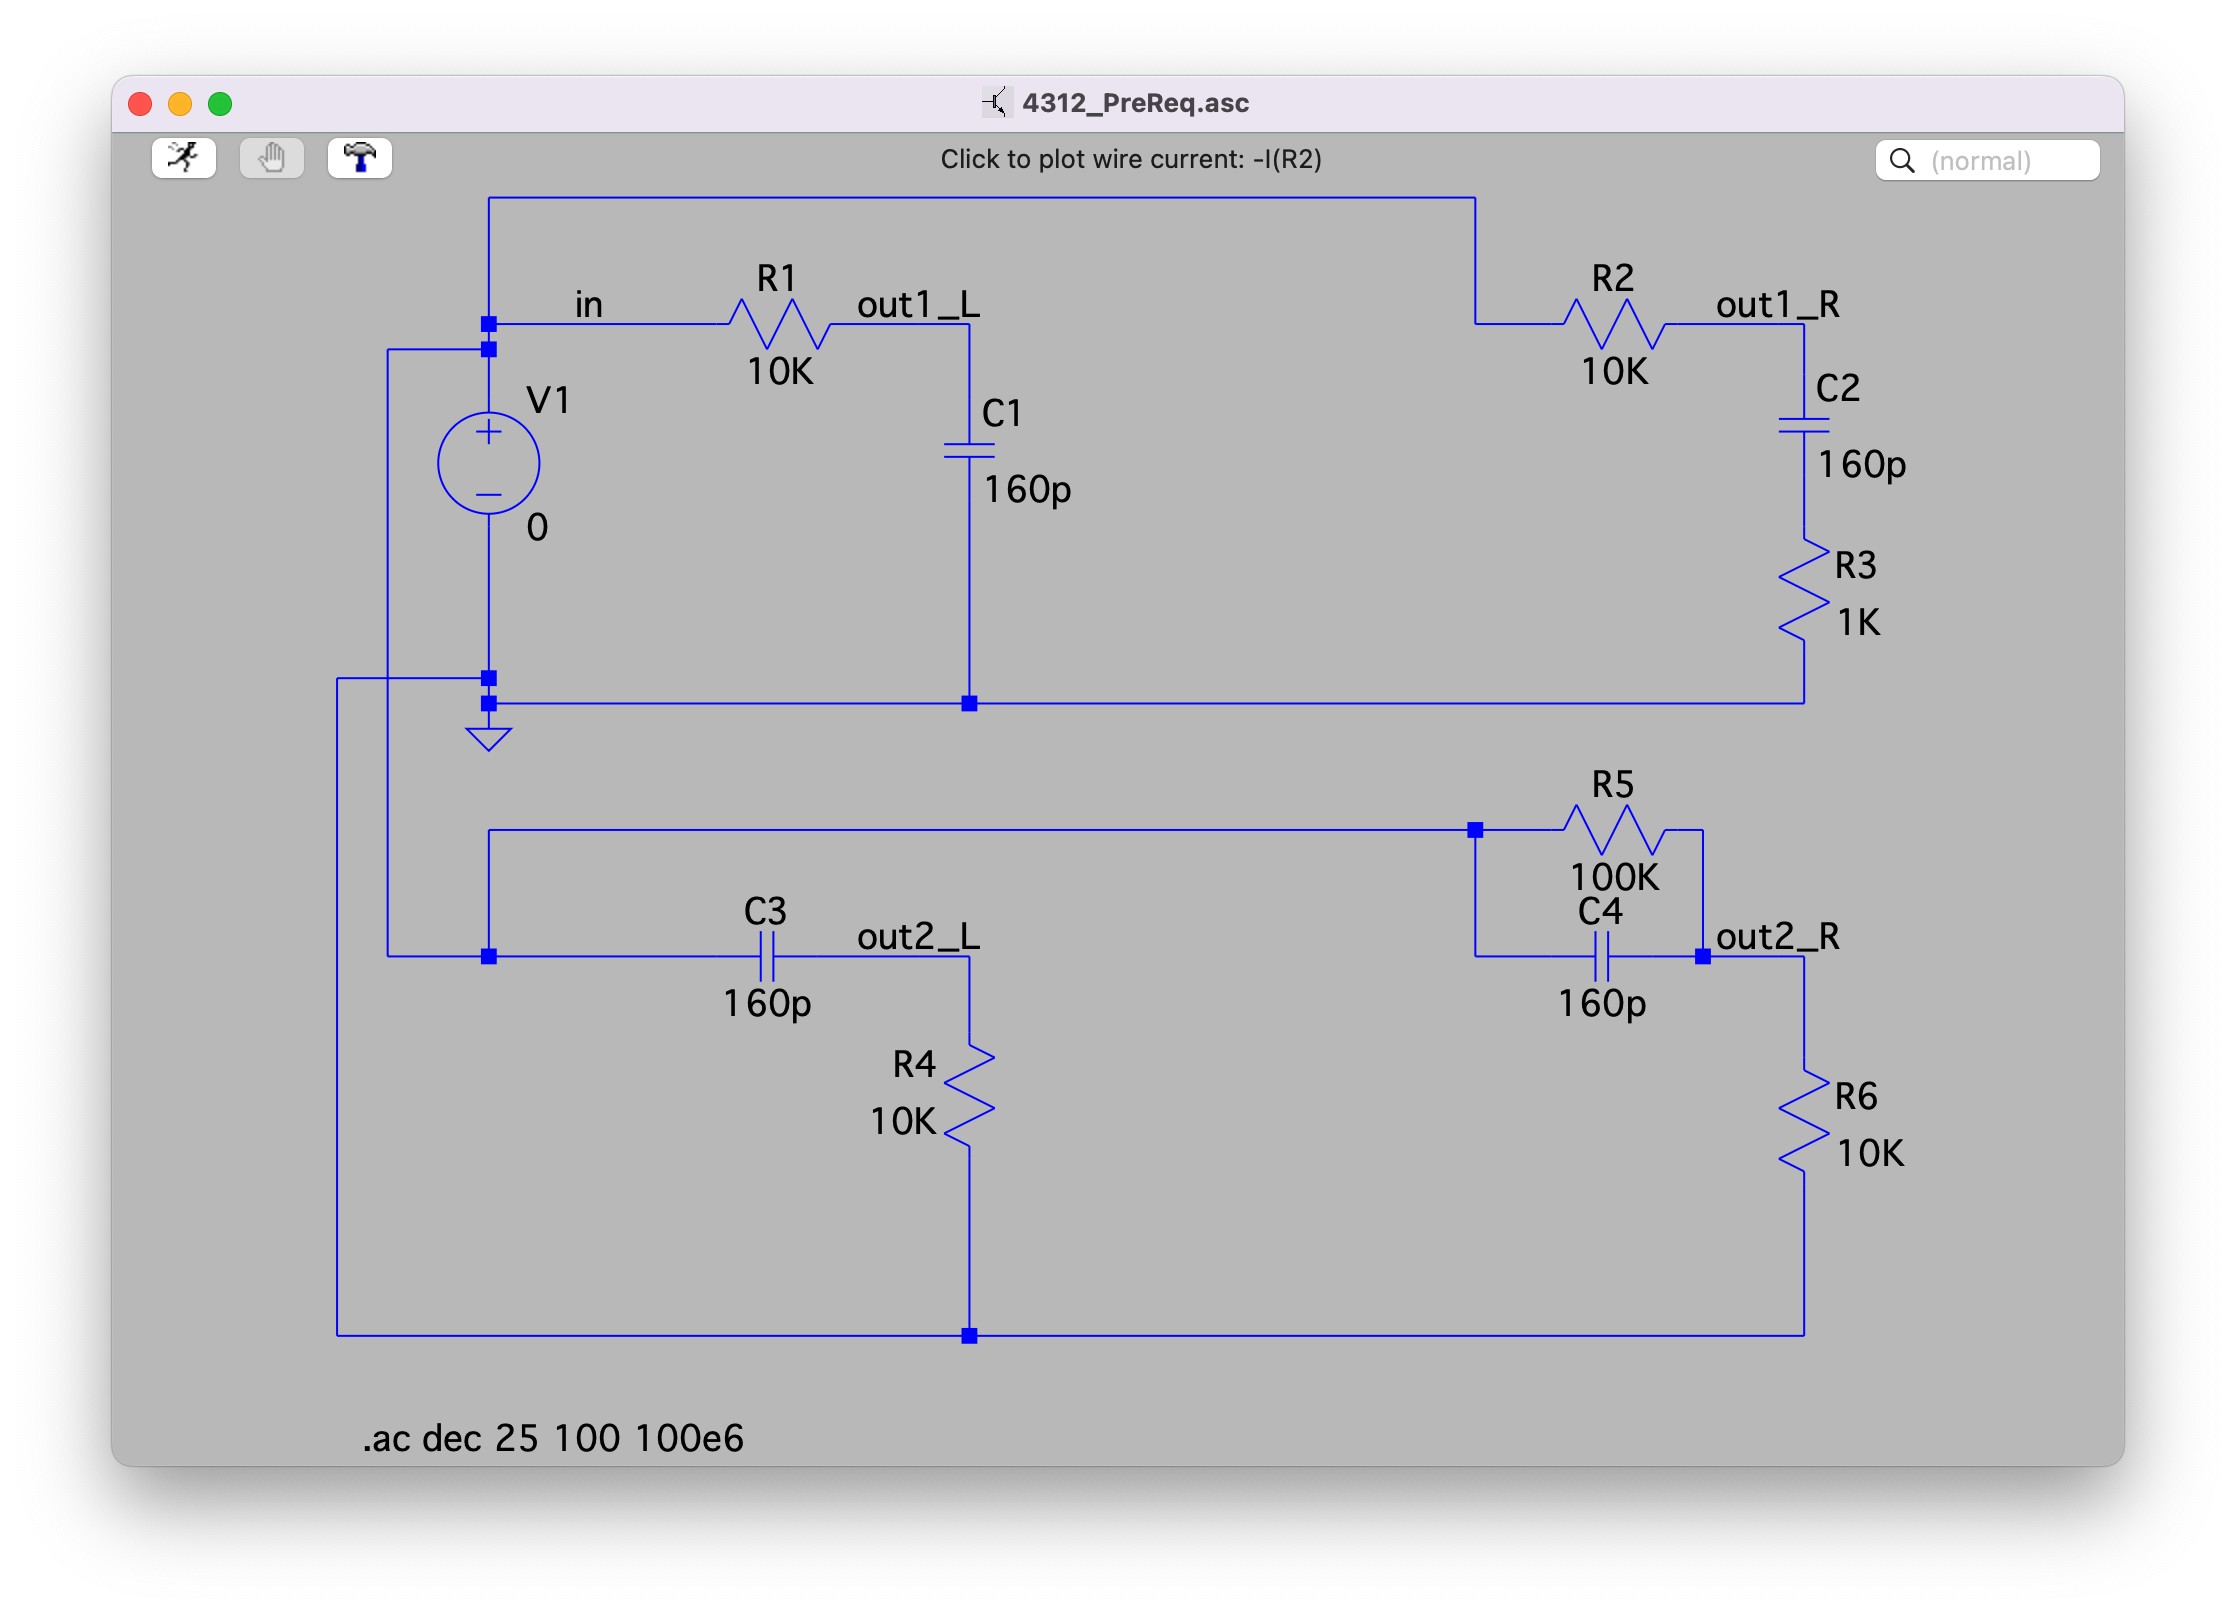 4312_PreReq.asc
Click to plot wire current: -I(R2)
(normal)
in
R1
10K
out1_L
R2
10K
out1_R
V1
0
C1
160p
C2
160p
R3
1K
R5
100K
C3
160p
out2_L
C4
160p
out2_R
R4
10K
R6
10K
.ac dec 25 100 100e6